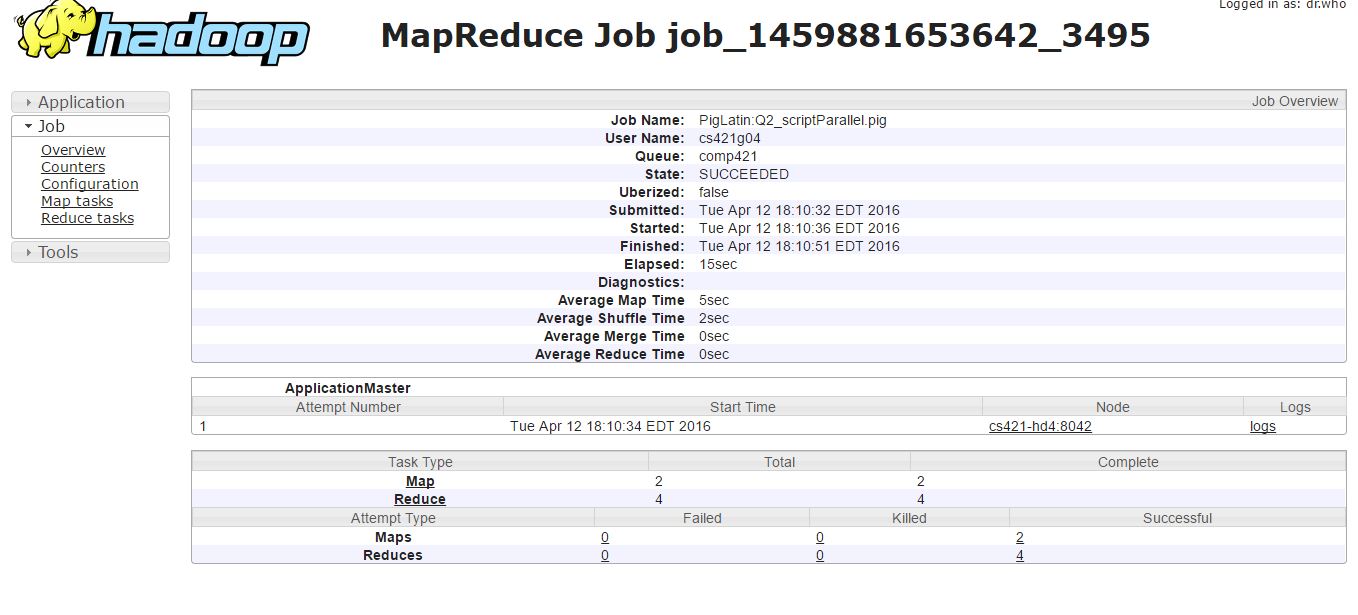 Logged in as: dr.who
hadoop
MapReduce Job job_1459881653642_3495
Application
Job
Overview
Counters
Configuration
Map tasks
Reduce tasks
Tools
Job Overview
Job Name: PigLatin:Q2_scriptParallel.pig
User Name: cs421g04
Queue: comp421
State: SUCCEEDED
Uberized: false
Submitted: Tue Apr 12 18:10:32 EDT 2016
Started: Tue Apr 12 18:10:36 EDT 2016
Finished: Tue Apr 12 18:10:51 EDT 2016
Elapsed: 15sec
Diagnostics:
Average Map Time 5sec
Average Shuffle Time 2sec
Average Merge Time 0sec
Average Reduce Time 0sec
ApplicationMaster
Attempt Number Start Time Node Logs
1 Tue Apr 12 18:10:34 EDT 2016 cs421-hd4:8042 logs
Task Type Total Complete
Map 2 2
Reduce 4 4
Attempt Type Failed Killed Successful
Maps 0 0 2
Reduces 0 0 4